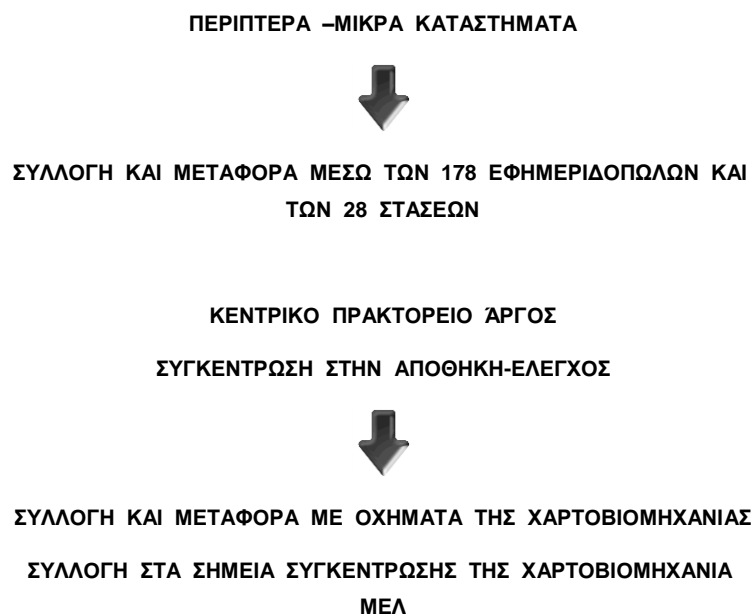 ΠΕΡΙΠΤΕΡΑ –ΜΙΚΡΑ ΚΑΤΑΣΤΗΜΑΤΑ
ΣΥΛΛΟΓΗ ΚΑΙ ΜΕΤΑΦΟΡΑ ΜΕΣΩ ΤΩΝ 178 ΕΦΗΜΕΡΙΔΟΠΩΛΩΝ ΚΑΙ
ΤΩΝ 28 ΣΤΑΣΕΩΝ
ΚΕΝΤΡΙΚΟ ΠΡΑΚΤΟΡΕΙΟ ΆΡΓΟΣ
ΣΥΓΚΕΝΤΡΩΣΗ ΣΤΗΝ ΑΠΟΘΗΚΗ-ΕΛΕΓΧΟΣ
ΣΥΛΛΟΓΗ ΚΑΙ ΜΕΤΑΦΟΡΑ ΜΕ ΟΧΗΜΑΤΑ ΤΗΣ ΧΑΡΤΟΒΙΟΜΗΧΑΝΙΑΣ
ΣΥΛΛΟΓΗ ΣΤΑ ΣΗΜΕΙΑ ΣΥΓΚΕΝΤΡΩΣΗΣ ΤΗΣ ΧΑΡΤΟΒΙΟΜΗΧΑΝΙΑ
ΜΕΛ